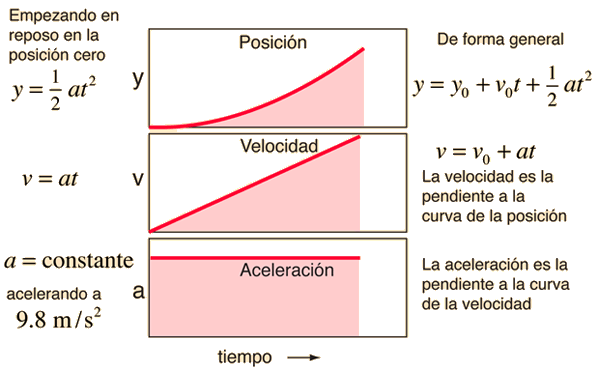 Empezando en
reposo en la
posición cero
y = 1/2 at²
y
Posición
De forma general
y = y₀ + v₀t + 1/2 at²
v = at
v
Velocidad
v = v₀ + at
La velocidad es la
pendiente a la
curva de la posición
a = constante
acelerando a
9.8 m/s²
a
Aceleración
La aceleración es la
pendiente a la curva
de la velocidad
tiempo →